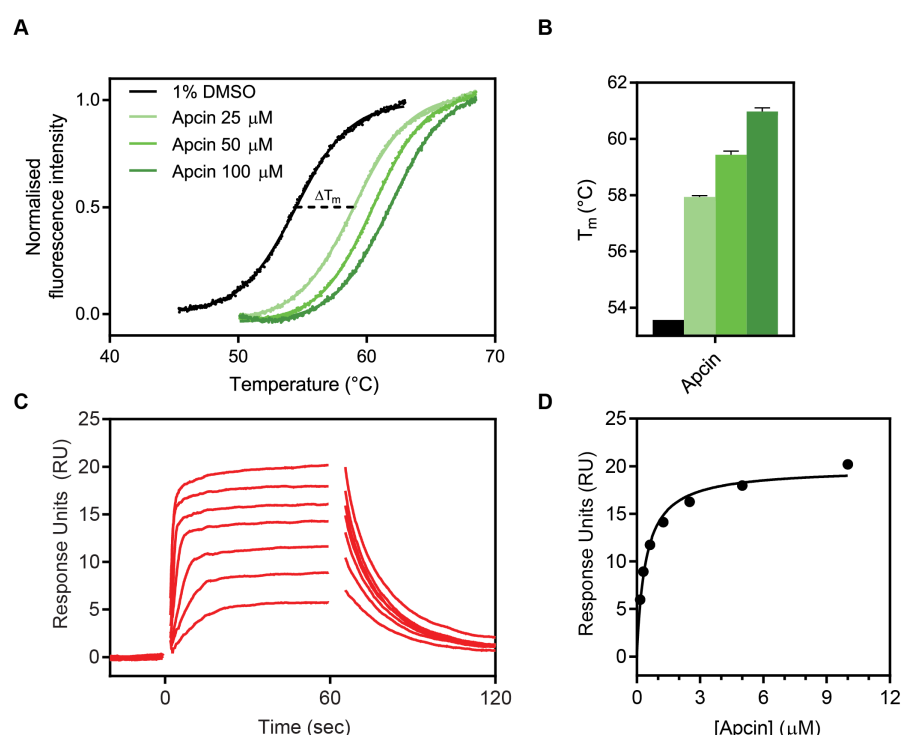 A
Normalised
fluorescence intensity
1.0
0.5
0.0
1% DMSO
Apcin 25 μM
Apcin 50 μM
Apcin 100 μM
ΔTm
40
50
60
70
Temperature (°C)
B
Tm (°C)
62
60
58
56
54
Apcin
C
Response Units (RU)
25
20
15
10
5
0
0
60
120
Time (sec)
D
Response Units (RU)
25
20
15
10
5
0
0
3
6
9
12
[Apcin] (μM)